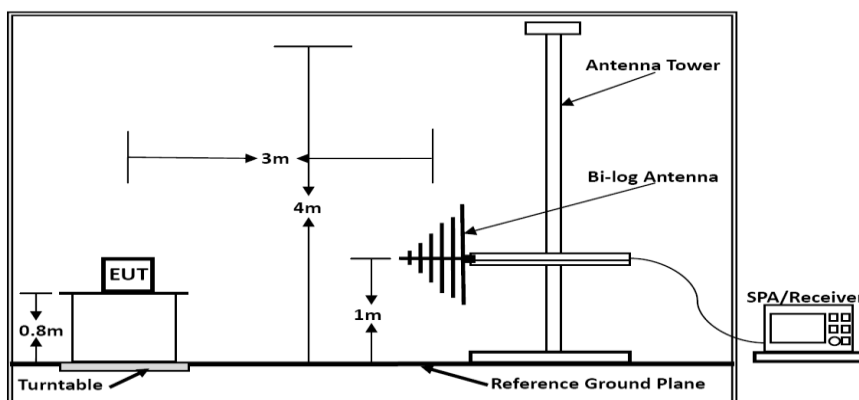 Antenna Tower
3m
Bi-log Antenna
4m
EUT
SPA/Receiver
0.8m
1m
Turntable
Reference Ground Plane